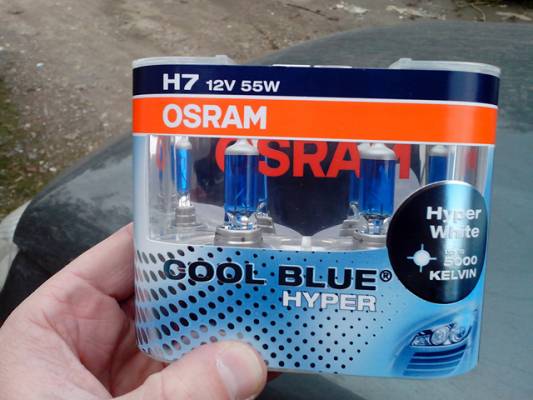 H7 12V 55W
OSRAM
OSRAM
Hyper
White
5000
KELVIN
COOL BLUE®
HYPER